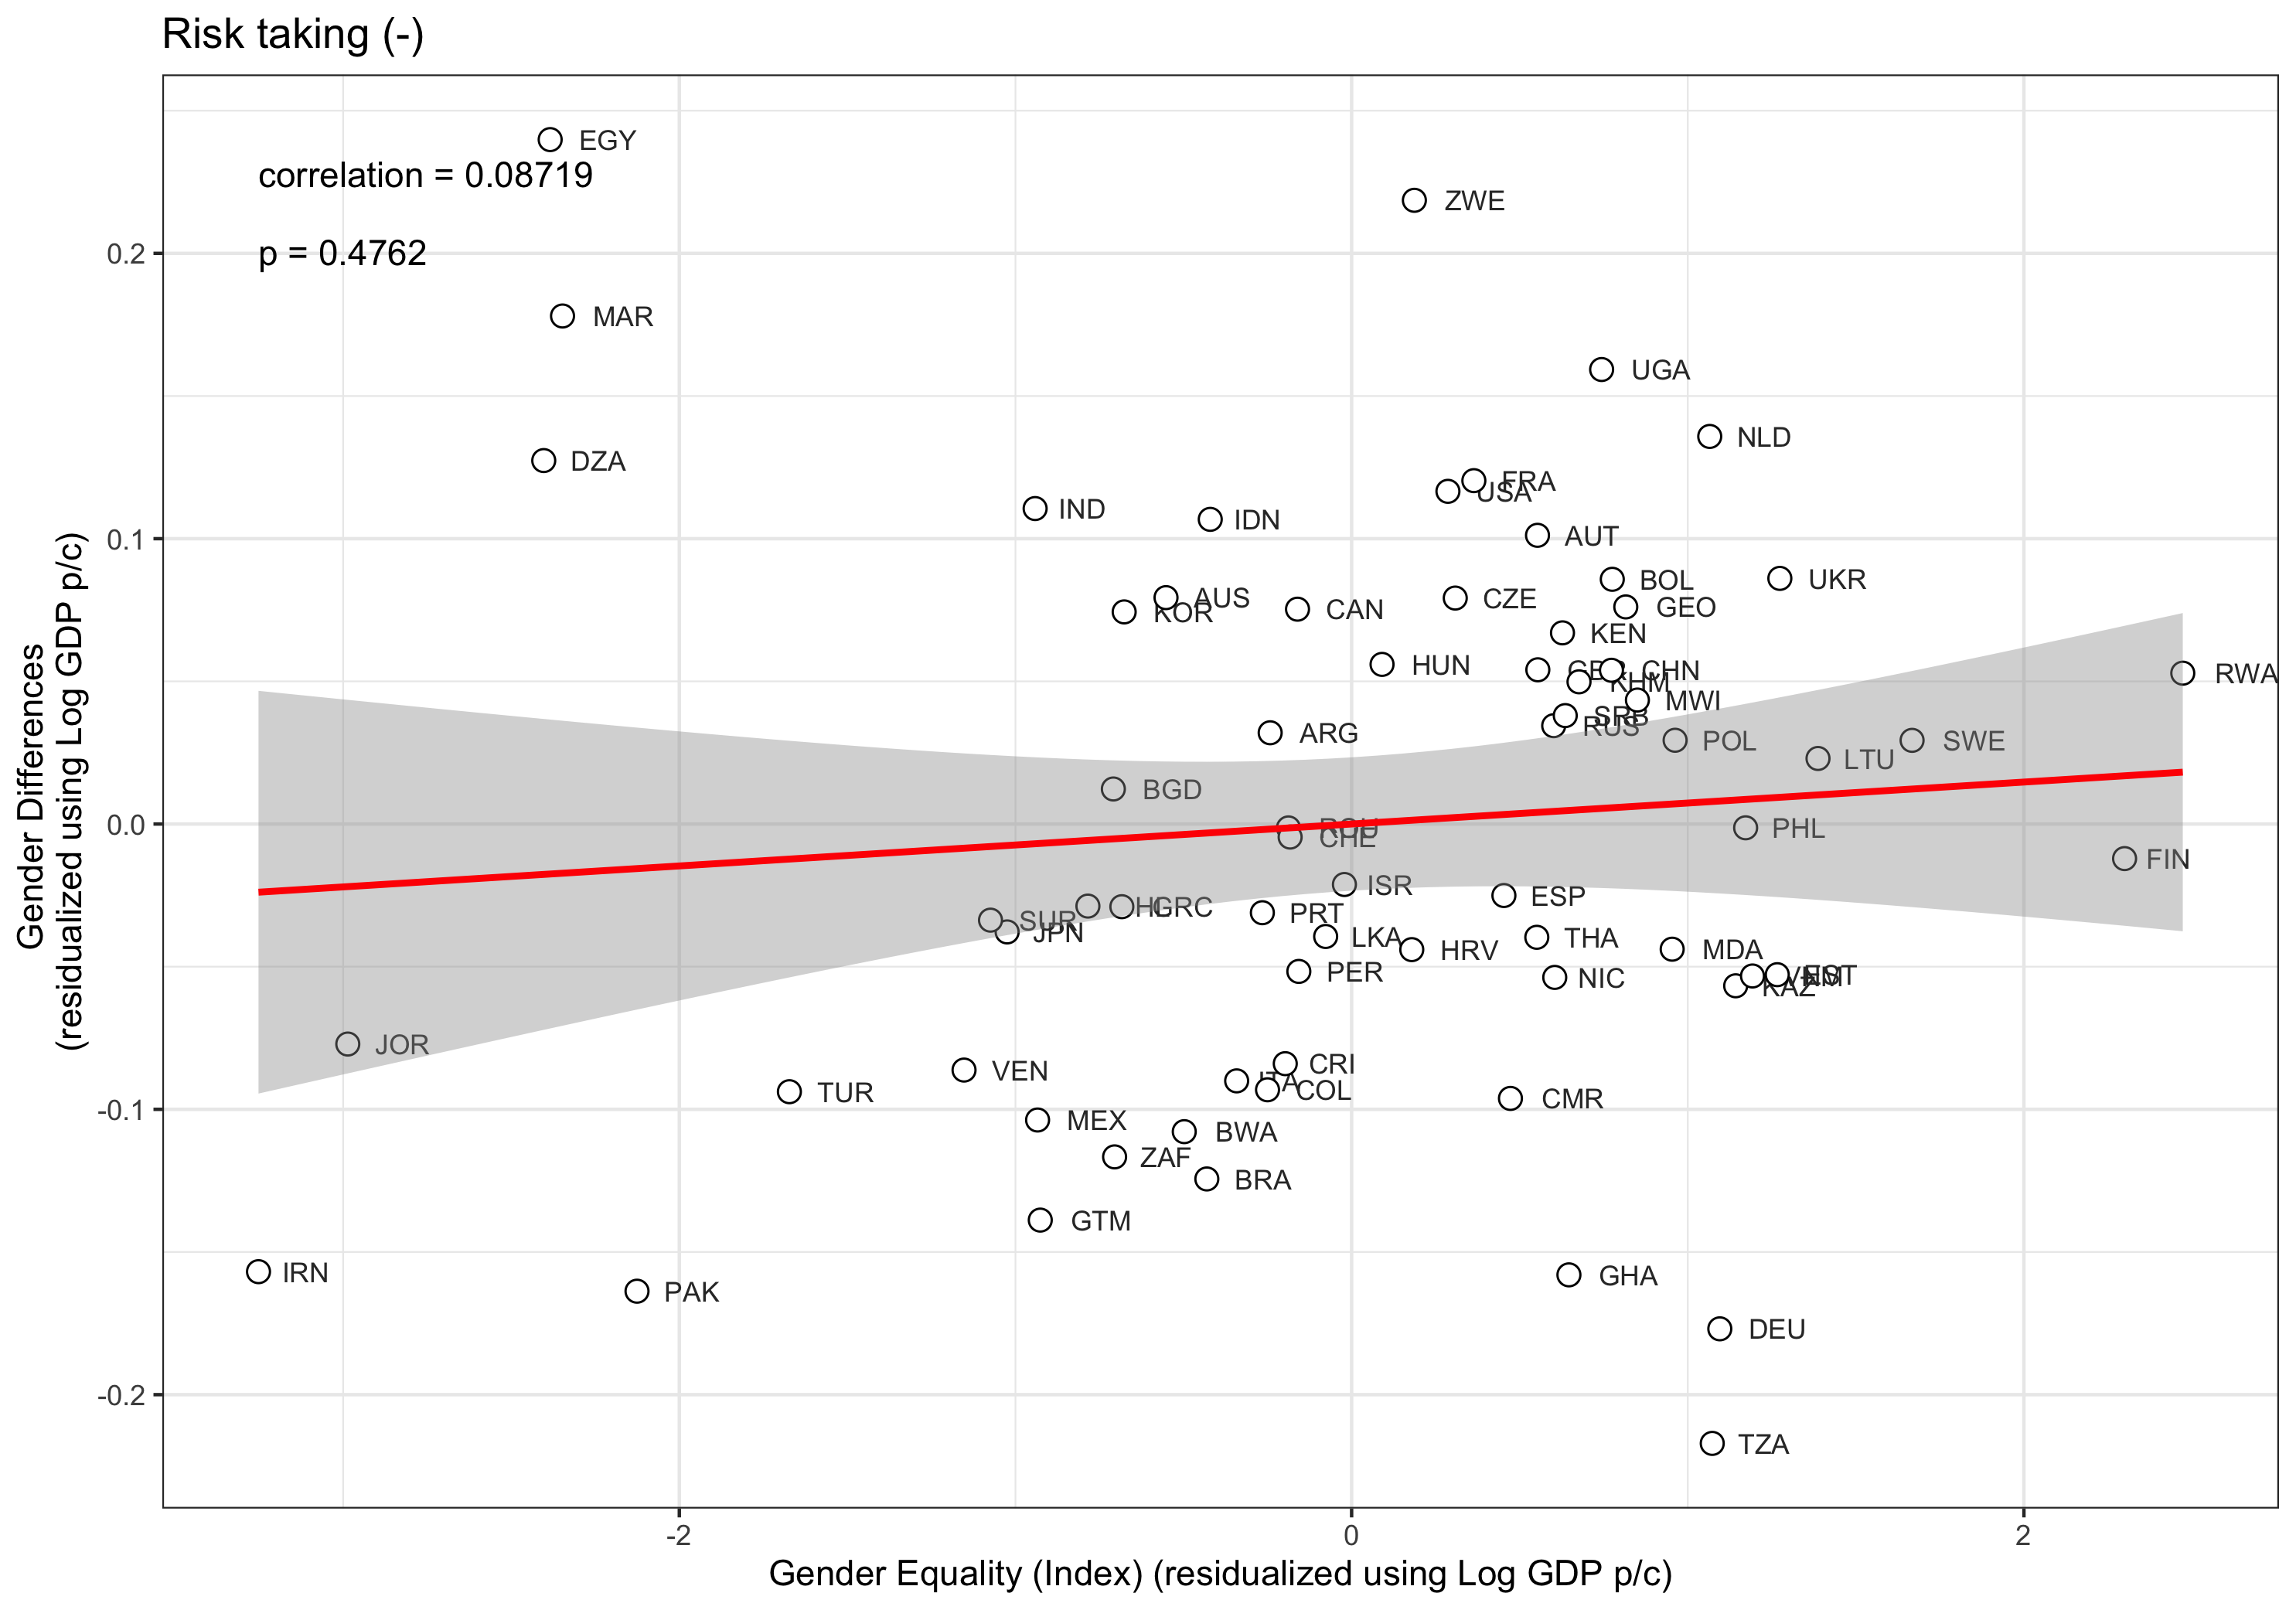 Risk taking (-)
EGY
correlation = 0.08719
ZWE
0.2
p = 0.4762
MAR
UGA
NLD
DZA
FRA
USA
IND
IDN
0.1
AUT
BOL
UKR
AUS
CZE
GEO
KOR
CAN
KEN
HUN
GBR
CHN
RWA
KHM
MWI
SRB
RUS
ARG
POL
SWE
LTU
BGD
0.0
ROU
PHL
CHE
FIN
ISR
ESP
GRC
PRT
SUR
JPN
LKA
THA
HRV
MDA
PER
NIC
EST
VNM
KAZ
JOR
CRI
VEN
ITA
TUR
COL
CMR
-0.1
MEX
BWA
ZAF
BRA
GTM
IRN
GHA
PAK
DEU
-0.2
TZA
-2
0
2
Gender Differences
(residualized using Log GDP p/c)
Gender Equality (Index) (residualized using Log GDP p/c)